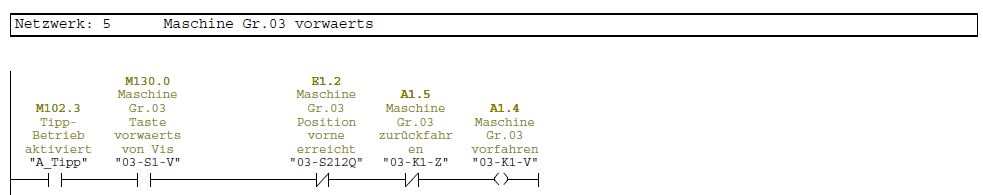 Netzwerk: 5 Maschine Gr.03 vorwaerts
M130.0 E1.2
Maschine Maschine A1.5
M102.3 Gr.03 Gr.03 Maschine A1.4
Tipp- Taste Position Gr.03 Maschine
Betrieb vorwaerts vorne zurückfahr Gr.03
aktiviert von Vis erreicht en vorfahren
"A_Tipp" "03-S1-V" "03-S212Q" "03-K1-Z" "03-K1-V"